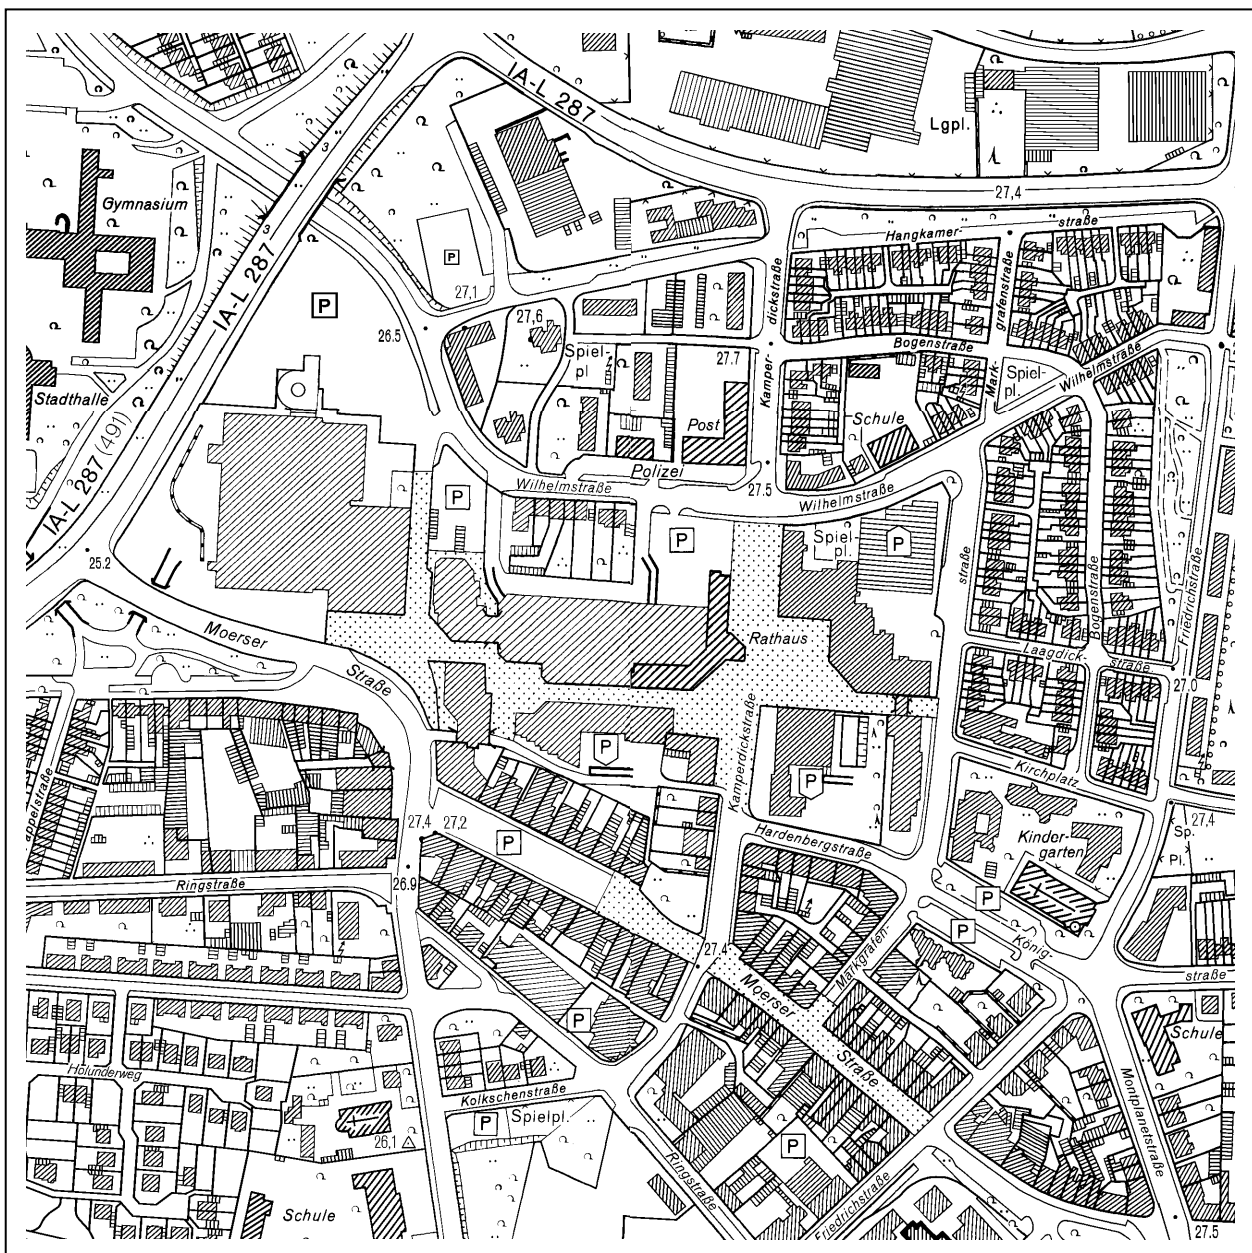 IA-L 287
Lgpl.
27,4
Gymnasium
Hangkamer-
straße
IA-L 287
P
P
27,1
dickstraße
grafenstraße
27,6
26.5
Spiel-
pl
27.7
Bogenstraße
Mark-
Spiel-
pl.
Wilhelmstraße
Kamper-
Stadthalle
Schule
Post
IA-L 287 (491)
Polizei
Wilhelmstraße
27.5
Wilhelmstraße
P
P
Spiel-
pl.
P
25.2
straße
Bogenstraße
Friedrichstraße
Moerser
Straße
Rathaus
Laagdick-
straße
27.0
Kamperdickstraße
P
P
Kirchplatz
appelstraße
27,4
27,2
P
Hardenbergstraße
Kinder-
garten
27,4
Sp.
Pl.
Ringstraße
26.9
P
P
König-
27.4
Markgrafen-
straße
Moerser
Straße
P
Schule
Holunderweg
Kolkschenstraße
P
Spielpl.
26,1
P
Momplanetstraße
Ringstraße
Friedrichstraße
Schule
27.5